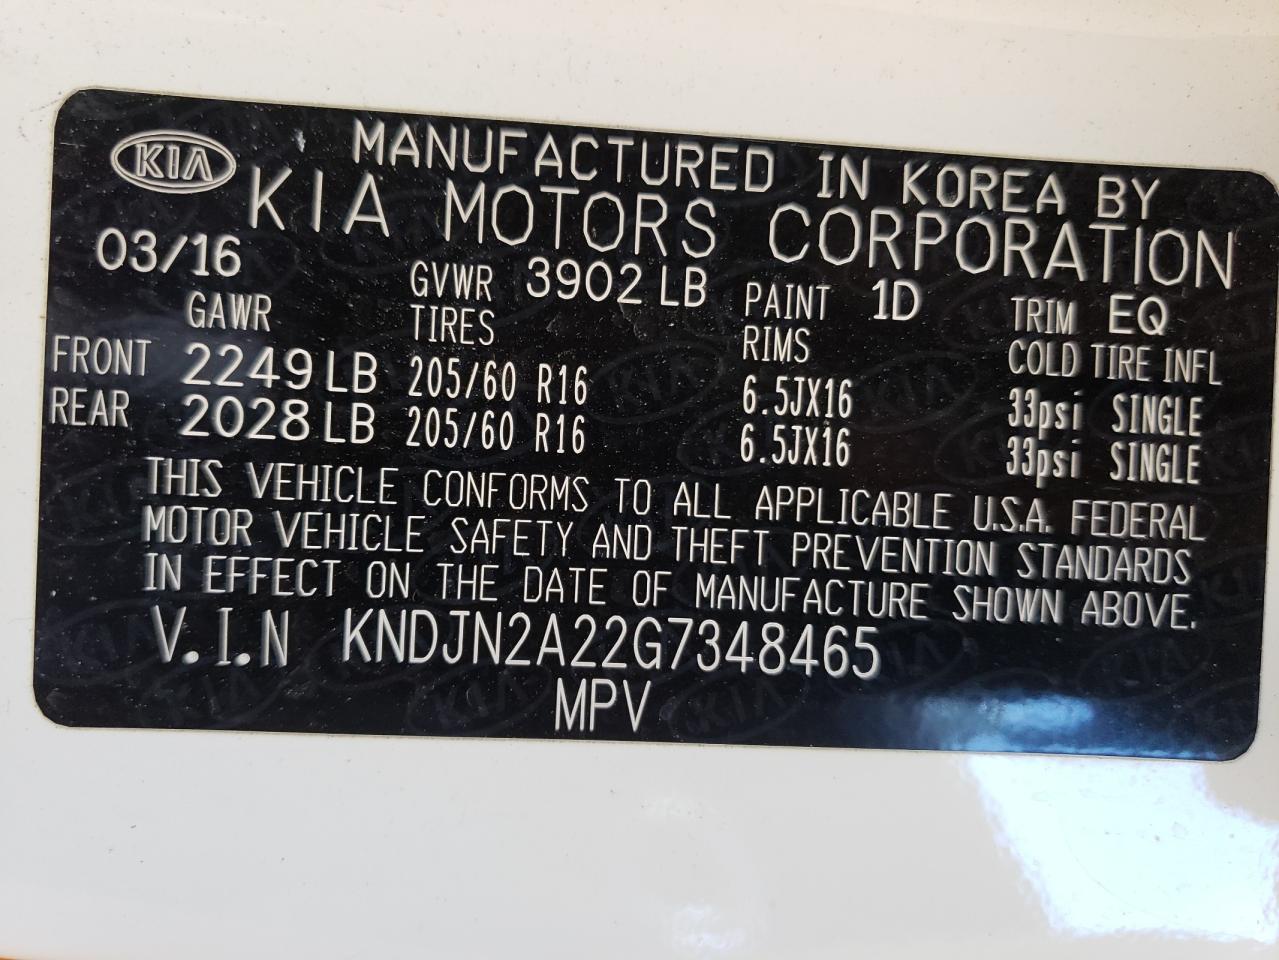 KIA MANUFACTURED IN KOREA BY
KIA MOTORS CORPORATION
03/16 GVWR 3902 LB PAINT 1D TRIM EQ
GAWR TIRES RIMS COLD TIRE INFL
FRONT 2249 LB 205/60 R16 6.5JX16 33psi SINGLE
REAR 2028 LB 205/60 R16 6.5JX16 33psi SINGLE
THIS VEHICLE CONFORMS TO ALL APPLICABLE U.S.A. FEDERAL
MOTOR VEHICLE SAFETY AND THEFT PREVENTION STANDARDS
IN EFFECT ON THE DATE OF MANUFACTURE SHOWN ABOVE.
V.I.N KNDJN2A22G7348465
MPV